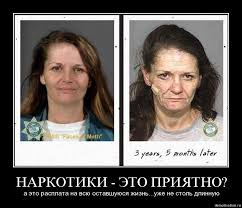 "Faces of Meth"
3 years, 5 months later
НАРКОТИКИ - ЭТО ПРИЯТНО?
а это расплата на всю оставшуюся жизнь...уже не столь длинную